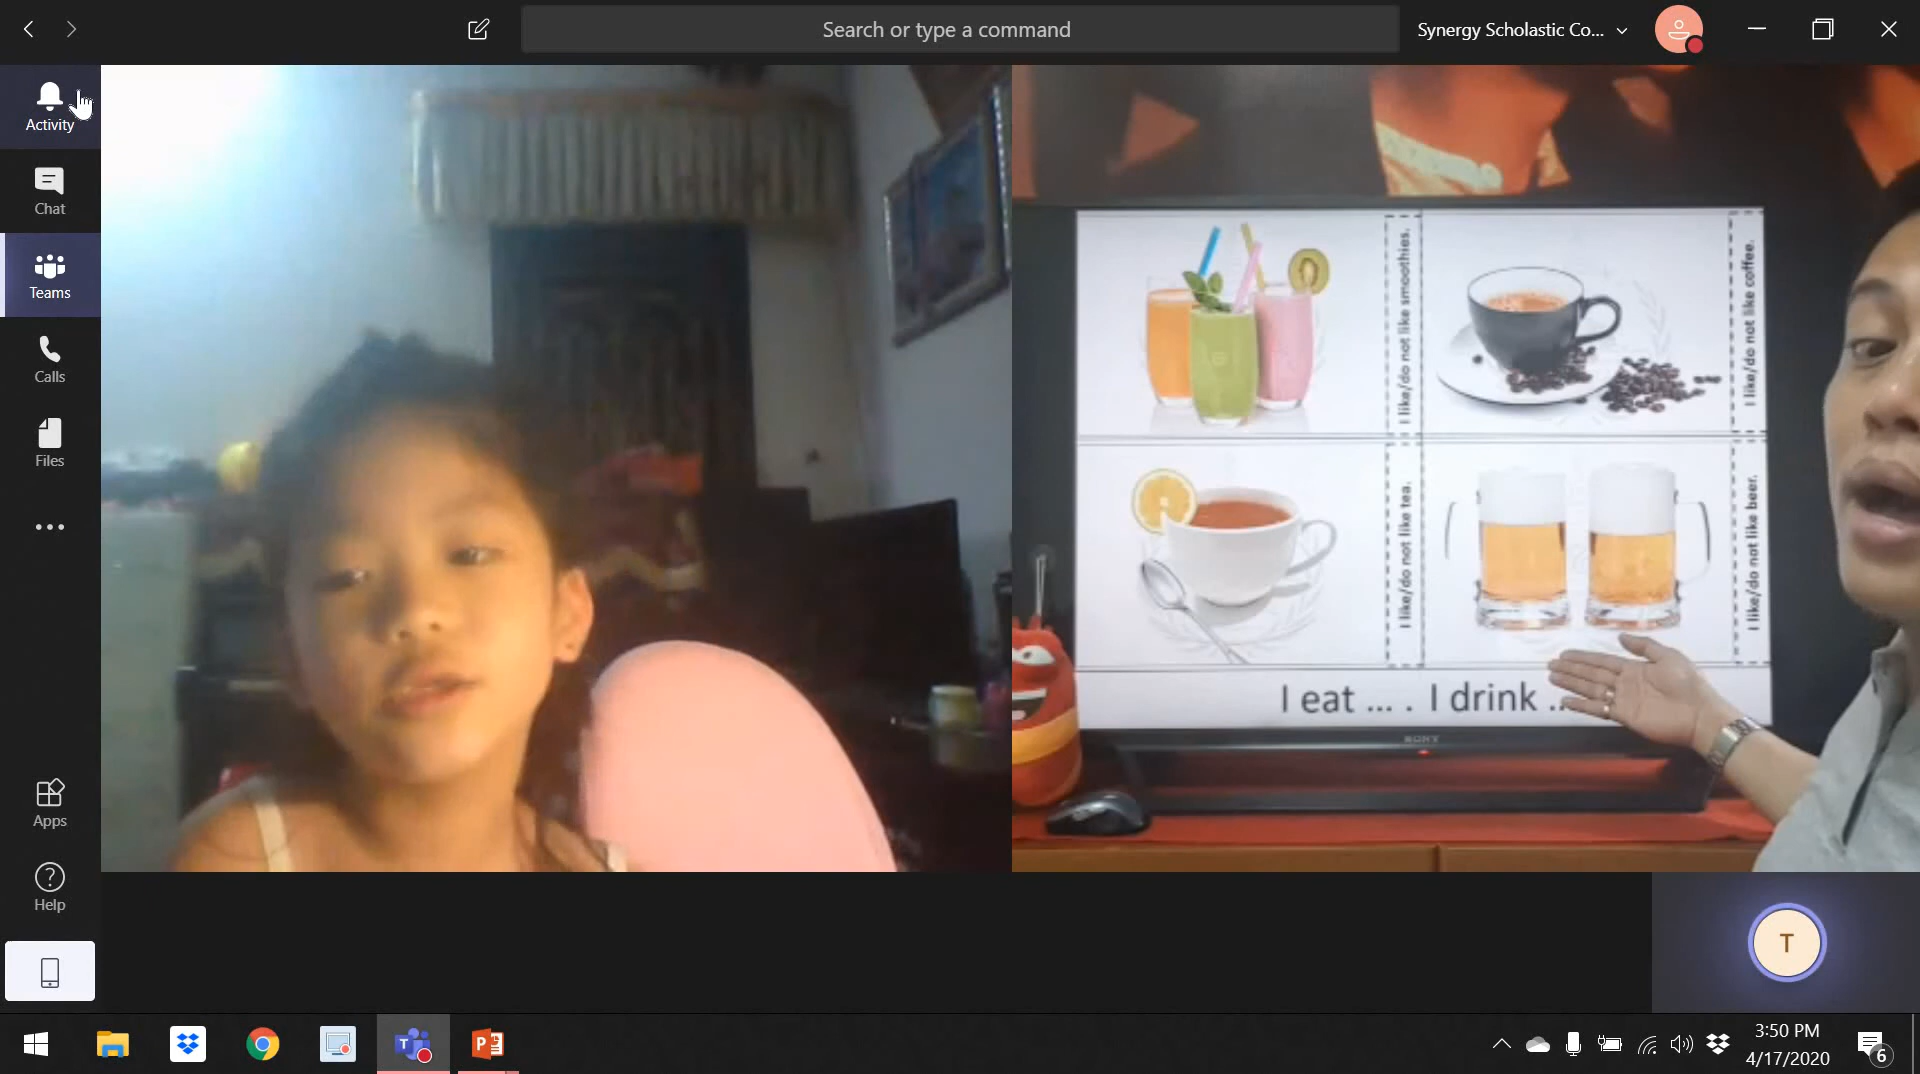 Search or type a command
Synergy Scholastic Co...
Activity
Chat
Teams
Calls
Files
Apps
Help
I like/do not like smoothies.
I like/do not like coffee.
I like/do not like tea.
I like/do not like beer.
I eat ... . I drink ..
SONY
T
3:50 PM
4/17/2020
6